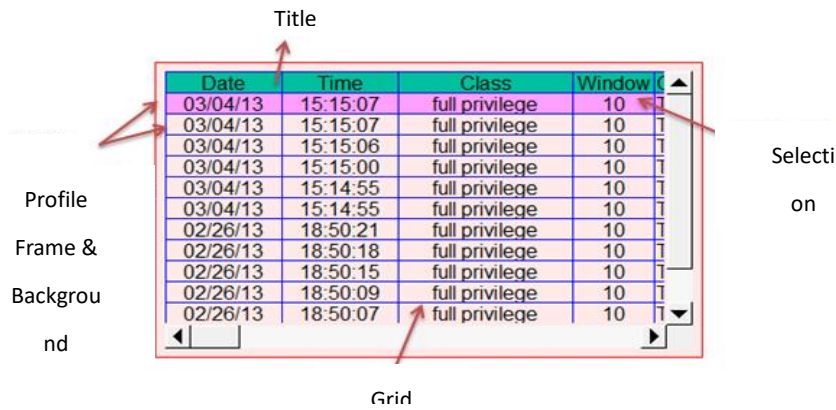 Title
Date Time Class Window
03/04/13 15:15:07 full privilege 10
03/04/13 15:15:07 full privilege 10
03/04/13 15:15:06 full privilege 10
03/04/13 15:15:00 full privilege 10
03/04/13 15:14:55 full privilege 10
03/04/13 15:14:55 full privilege 10
02/26/13 18:50:21 full privilege 10
02/26/13 18:50:18 full privilege 10
02/26/13 18:50:15 full privilege 10
02/26/13 18:50:09 full privilege 10
02/26/13 18:50:07 full privilege 10
Selecti
on
Profile
Frame &
Backgrou
nd
Grid